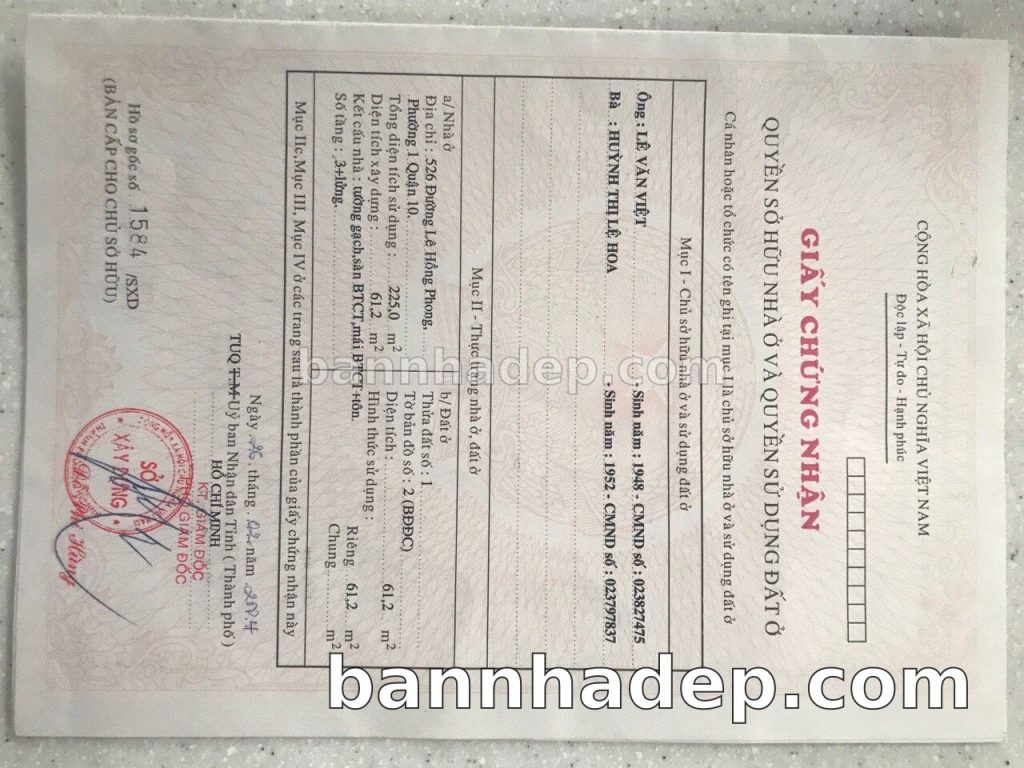 CỘNG HÒA XÃ HỘI CHỦ NGHĨA VIỆT NAM
Độc lập - Tự do - Hạnh phúc
GIẤY CHỨNG NHẬN
QUYỀN SỞ HỮU NHÀ Ở VÀ QUYỀN SỬ DỤNG ĐẤT Ở
Cá nhân hoặc tổ chức có tên ghi tại mục I là chủ sở hữu nhà ở và sử dụng đất ở
Mục I - Chủ sở hữu nhà ở và sử dụng đất ở
Ông : LÊ VĂN VIỆT - Sinh năm : 1948 - CMND số : 023827475
Bà : HUỲNH THỊ LÊ HOA - Sinh năm : 1952 - CMND số : 023797837
Mục II - Thực trạng nhà ở, đất ở
a/ Nhà ở
Địa chỉ : 526 Đường Lê Hồng Phong,
Phường 1 Quận 10.
Tổng diện tích sử dụng : 225,0 m²
Diện tích xây dựng : 61,2 m²
Kết cấu nhà : tường gạch,sàn BTCT,mái BTCT+tôn.
Số tầng : 3+lửng.
b/ Đất ở
Thửa đất số : 1
Tờ bản đồ số : 2 (BĐĐC)
Diện tích : 61,2 m²
Hình thức sử dụng :
Riêng 61,2 m²
Chung m²
Mục IIc, Mục III, Mục IV ở các trang sau là thành phần của giấy chứng nhận này
Ngày 26 tháng 02 năm 2004
TUQ T.M Uỷ ban Nhân dân Tỉnh ( Thành phố )
HỒ CHÍ MINH
KT. GIÁM ĐỐC
PHÓ GIÁM ĐỐC
SỞ
XÂY DỰNG
Hùng
Hồ sơ gốc số 1584 /SXD
(BẢN CẤP CHO CHỦ SỞ HỮU)
bannhadep.com
bannhadep.com